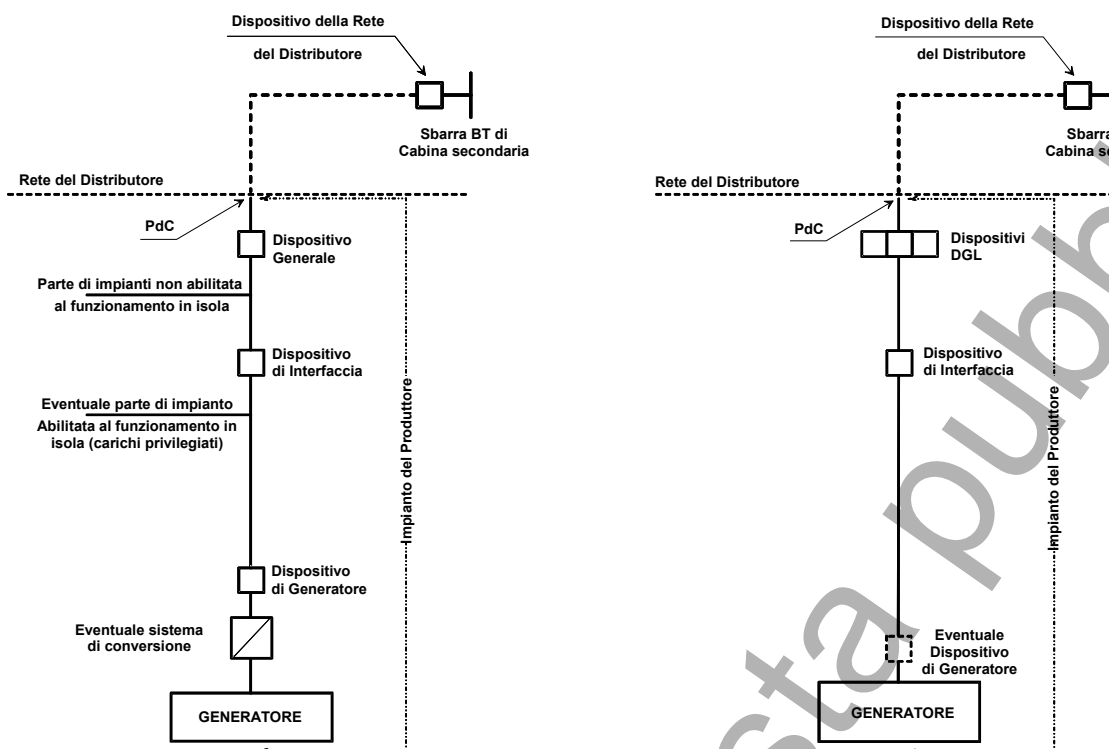 Dispositivo della Rete
del Distributore
Sbarra BT di
Cabina secondaria
Rete del Distributore
PdC
Dispositivo
Generale
Parte di impianti non abilitata
al funzionamento in isola
Dispositivo
di Interfaccia
Eventuale parte di impianto
Abilitata al funzionamento in
isola (carichi privilegiati)
Impianto del Produttore
Dispositivo
di Generatore
Eventuale sistema
di conversione
GENERATORE
Dispositivo della Rete
del Distributore
Cabina
Rete del Distributore
PdC
Dispositivi
DGL
Dispositivo
di Interfaccia
Impianto del Produttore
Eventuale
Dispositivo
di Generatore
GENERATORE